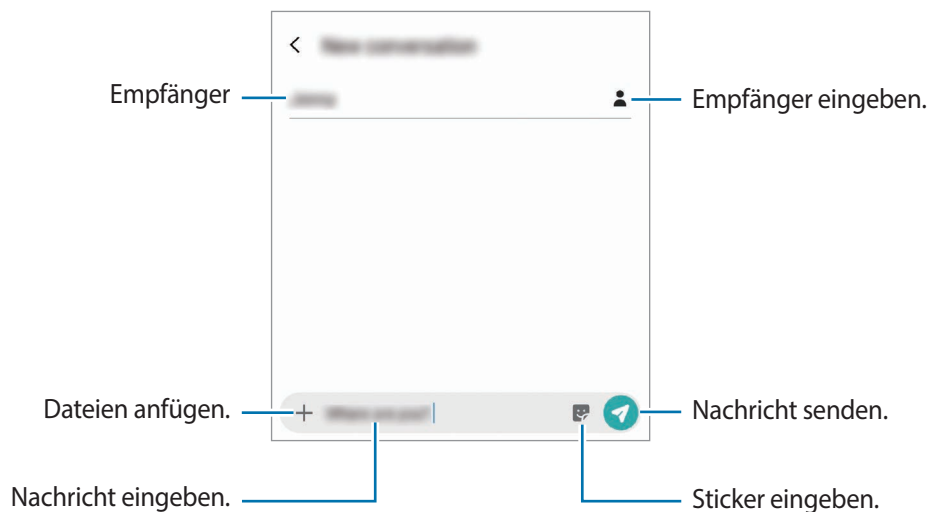 Empfänger
Empfänger eingeben.
Dateien anfügen.
Nachricht senden.
Nachricht eingeben.
Sticker eingeben.